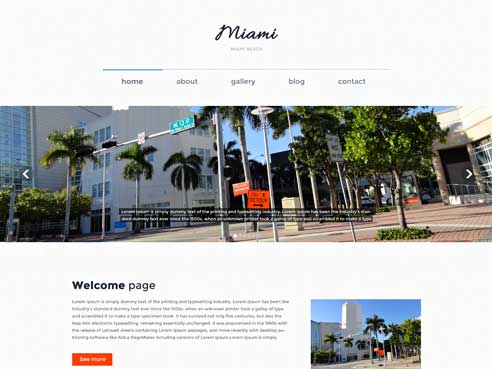 Miami
MIAMI BEACH
home
about
gallery
blog
contact
Lorem Ipsum is simply dummy text of the printing and typesetting industry. Lorem Ipsum has been the industry's stan-
dard dummy text ever since the 1500s, when an unknown printer took a galley of type and scrambled it to make a type
Welcome page
Lorem Ipsum is simply dummy text of the printing and typesetting industry.
Lorem Ipsum has been the industry's standard dummy text ever since the
1500s, when an unknown printer took a galley of type and scrambled it to
make a type specimen book. It has survived not only five centuries, but also the
leap into electronic typesetting, remaining essentially unchanged. It was popularised in the 1960s with
the release of Letraset sheets containing Lorem Ipsum passages, and more recently with desktop pu-
blishing software like Aldus PageMaker including versions of Lorem Ipsum.Lorem Ipsum is simply
See more